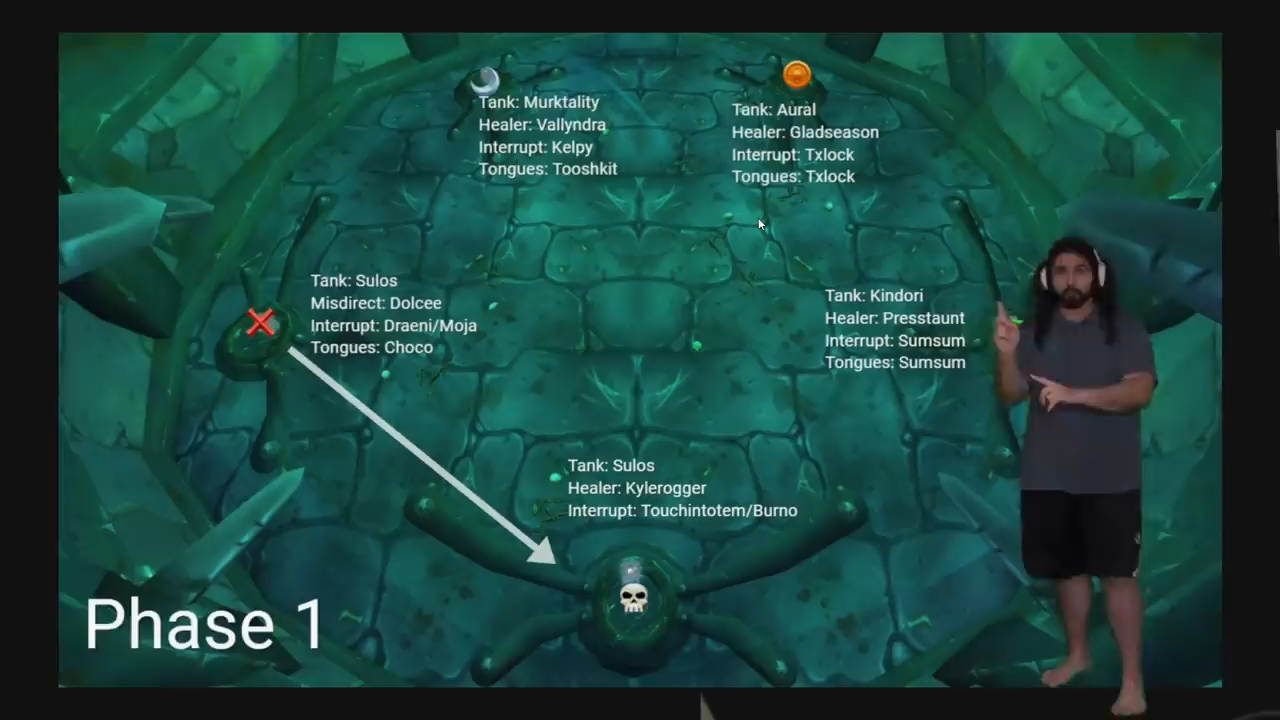 Tank: Murktality
Healer: Vallyndra
Interrupt: Kelpy
Tongues: Tooshkit
Tank: Aural
Healer: Gladseason
Interrupt: Txlock
Tongues: Txlock
Tank: Sulos
Misdirect: Dolcee
Interrupt: Draeni/Moja
Tongues: Choco
Tank: Kindori
Healer: Presstaunt
Interrupt: Sumsum
Tongues: Sumsum
Tank: Sulos
Healer: Kylerogger
Interrupt: Touchintotem/Burno
Phase 1